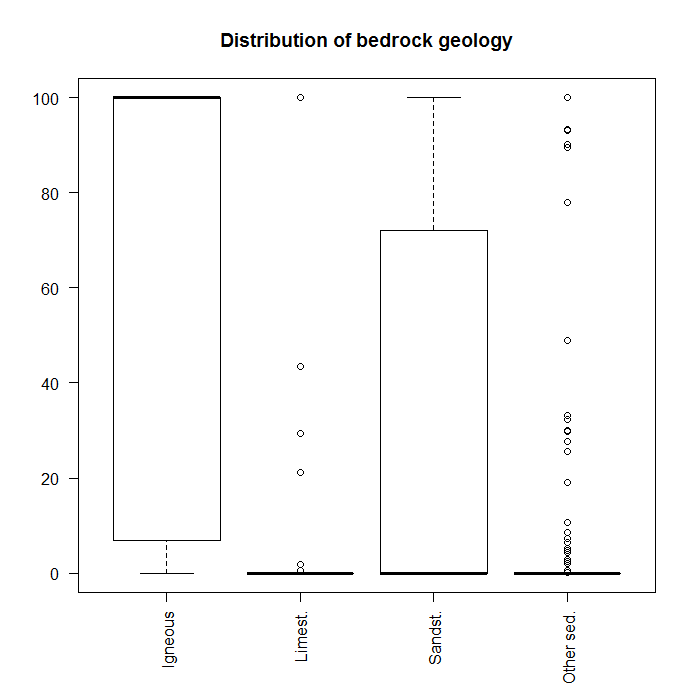 Distribution of bedrock geology
100
80
60
40
20
0
Igneous
Limest.
Sandst.
Other sed.